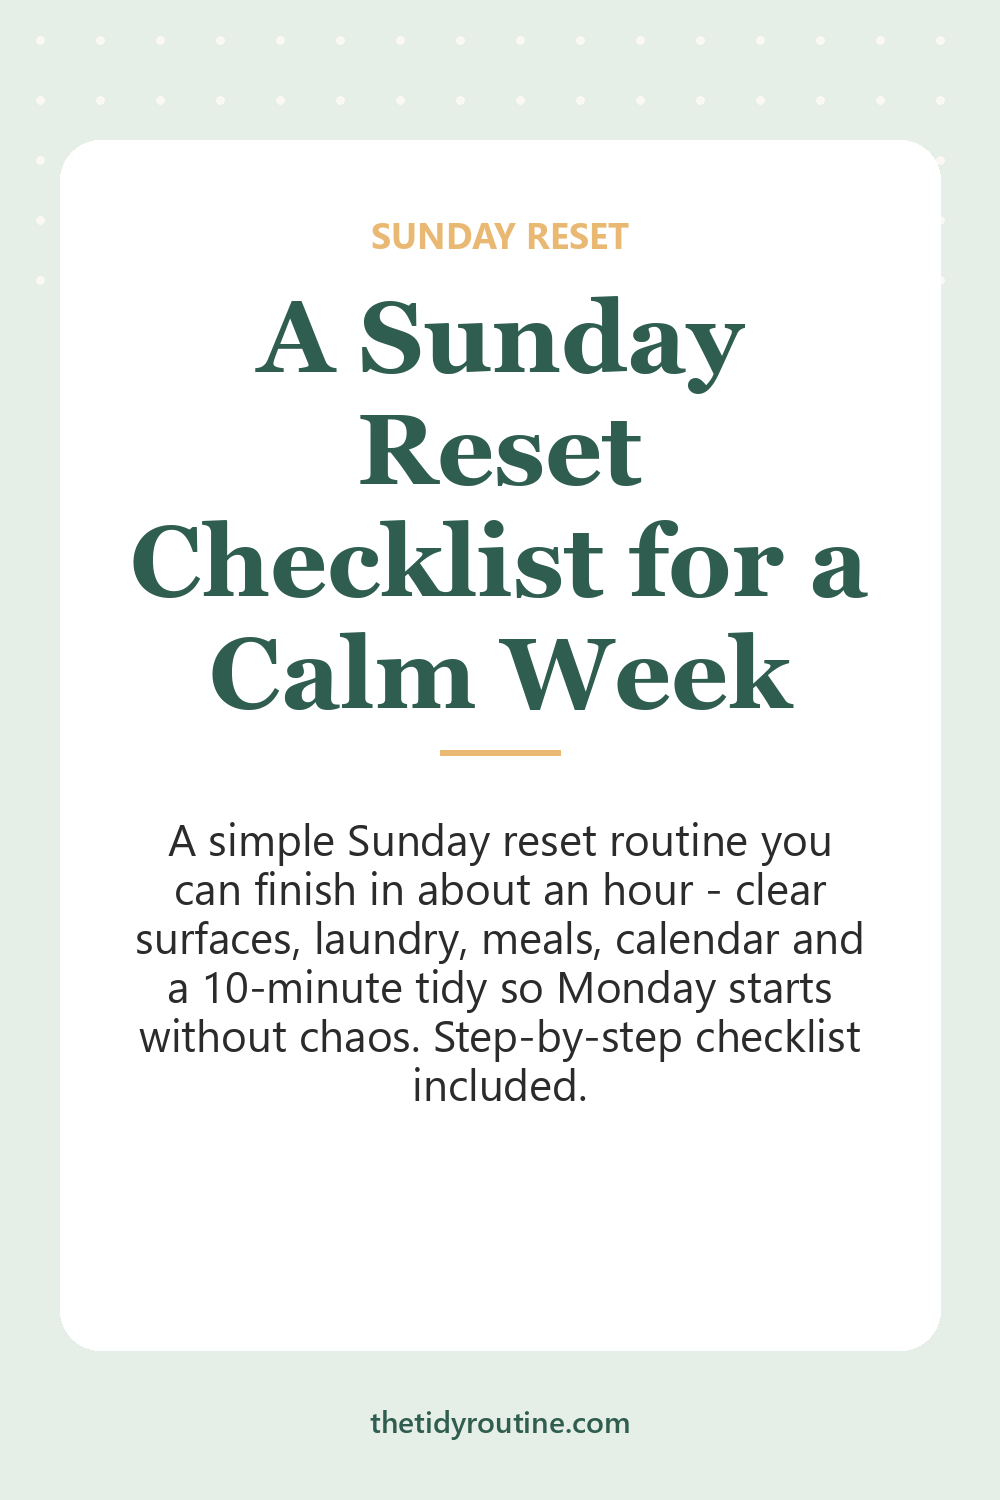 SUNDAY RESET
A Sunday
Reset
Checklist for a
Calm Week
A simple Sunday reset routine you
can finish in about an hour - clear
surfaces, laundry, meals, calendar and
a 10-minute tidy so Monday starts
without chaos. Step-by-step checklist
included.
thetidyroutine.com